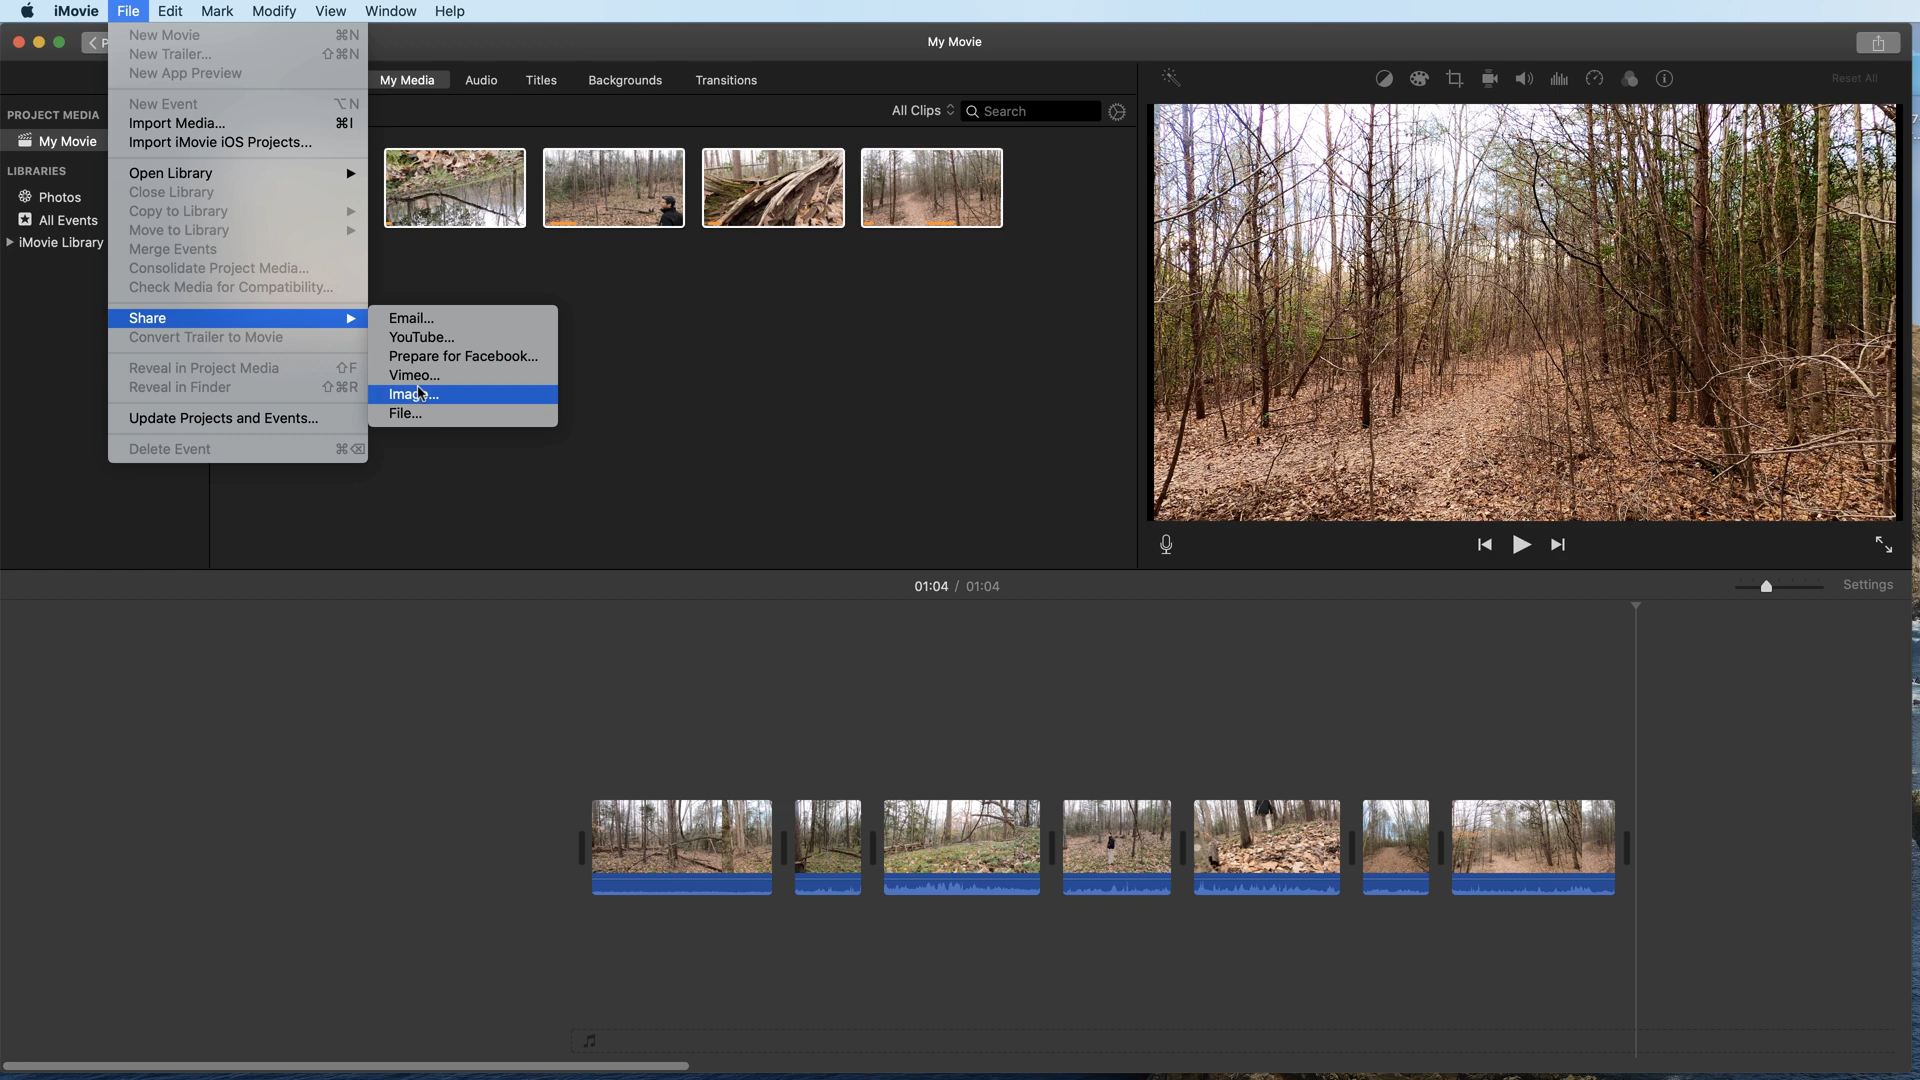 iMovie File Edit Mark Modify View Window Help
My Movie
New Movie ⌘N
New Trailer... ⇧⌘N
New App Preview
New Event ⌥N
Import Media... ⌘I
Import iMovie iOS Projects...
Open Library
Close Library
Copy to Library
Move to Library
Merge Events
Consolidate Project Media...
Check Media for Compatibility...
Share
Convert Trailer to Movie
Reveal in Project Media ⇧F
Reveal in Finder ⇧⌘R
Update Projects and Events...
Delete Event ⌘⌫
Email...
YouTube...
Prepare for Facebook...
Vimeo...
Image...
File...
PROJECT MEDIA
My Movie
LIBRARIES
Photos
All Events
iMovie Library
My Media Audio Titles Backgrounds Transitions
All Clips Search
Reset All
01:04 / 01:04
Settings